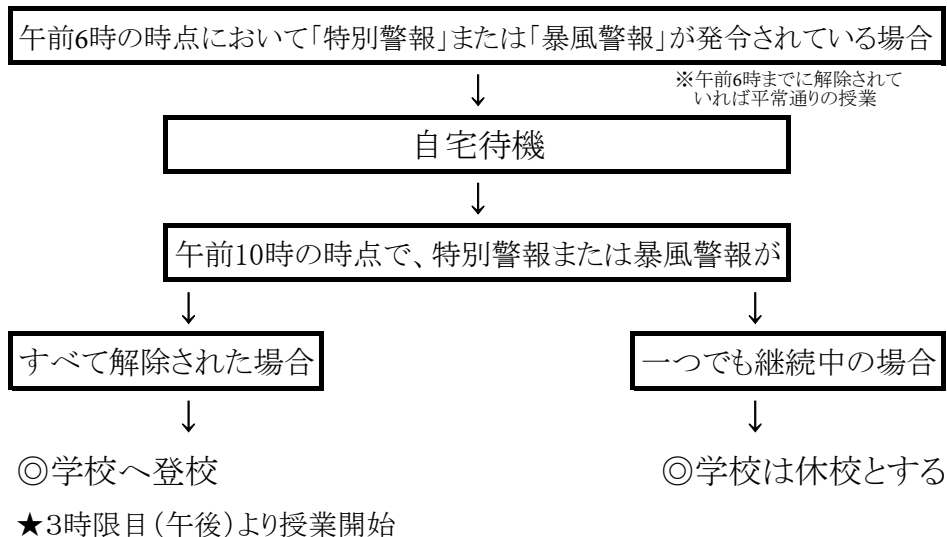 午前6時の時点において「特別警報」または「暴風警報」が発令されている場合
↓
※午前6時までに解除されて
いれば平常通りの授業
自宅待機
↓
午前10時の時点で、特別警報または暴風警報が
↓ ↓
すべて解除された場合
一つでも継続中の場合
↓ ↓
◎学校へ登校
◎学校は休校とする
★3時限目(午後)より授業開始